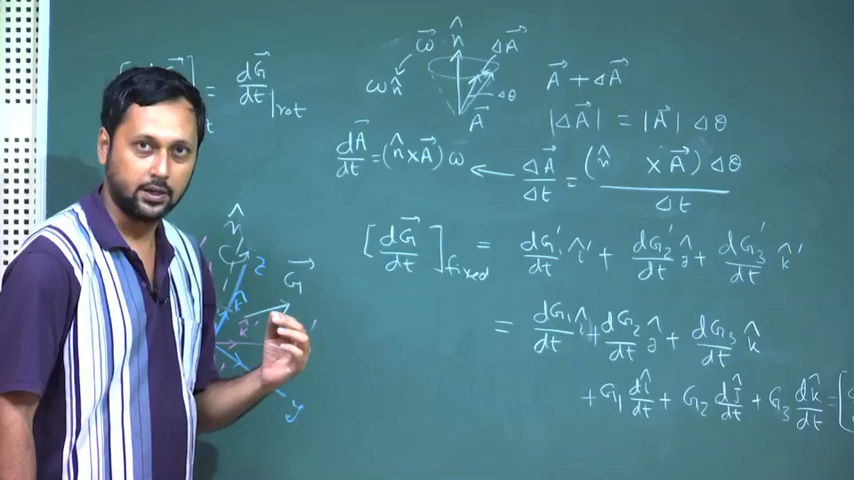 dG⃗/dt |rot
ω⃗ n̂ ΔA⃗
ω n̂ Δθ A⃗
A⃗ + ΔA⃗
|ΔA⃗| = |A⃗| Δθ
dA⃗/dt = (n̂ × A⃗) ω ← ΔA⃗/Δt = (n̂ × A⃗) Δθ / Δt
n̂
z
G⃗
k̂
y
[dG⃗/dt]fixed = dG₁'/dt î' + dG₂'/dt ĵ' + dG₃'/dt k̂'
= dG₁/dt î + dG₂/dt ĵ + dG₃/dt k̂
+ G₁ dî/dt + G₂ dĵ/dt + G₃ dk̂/dt = [